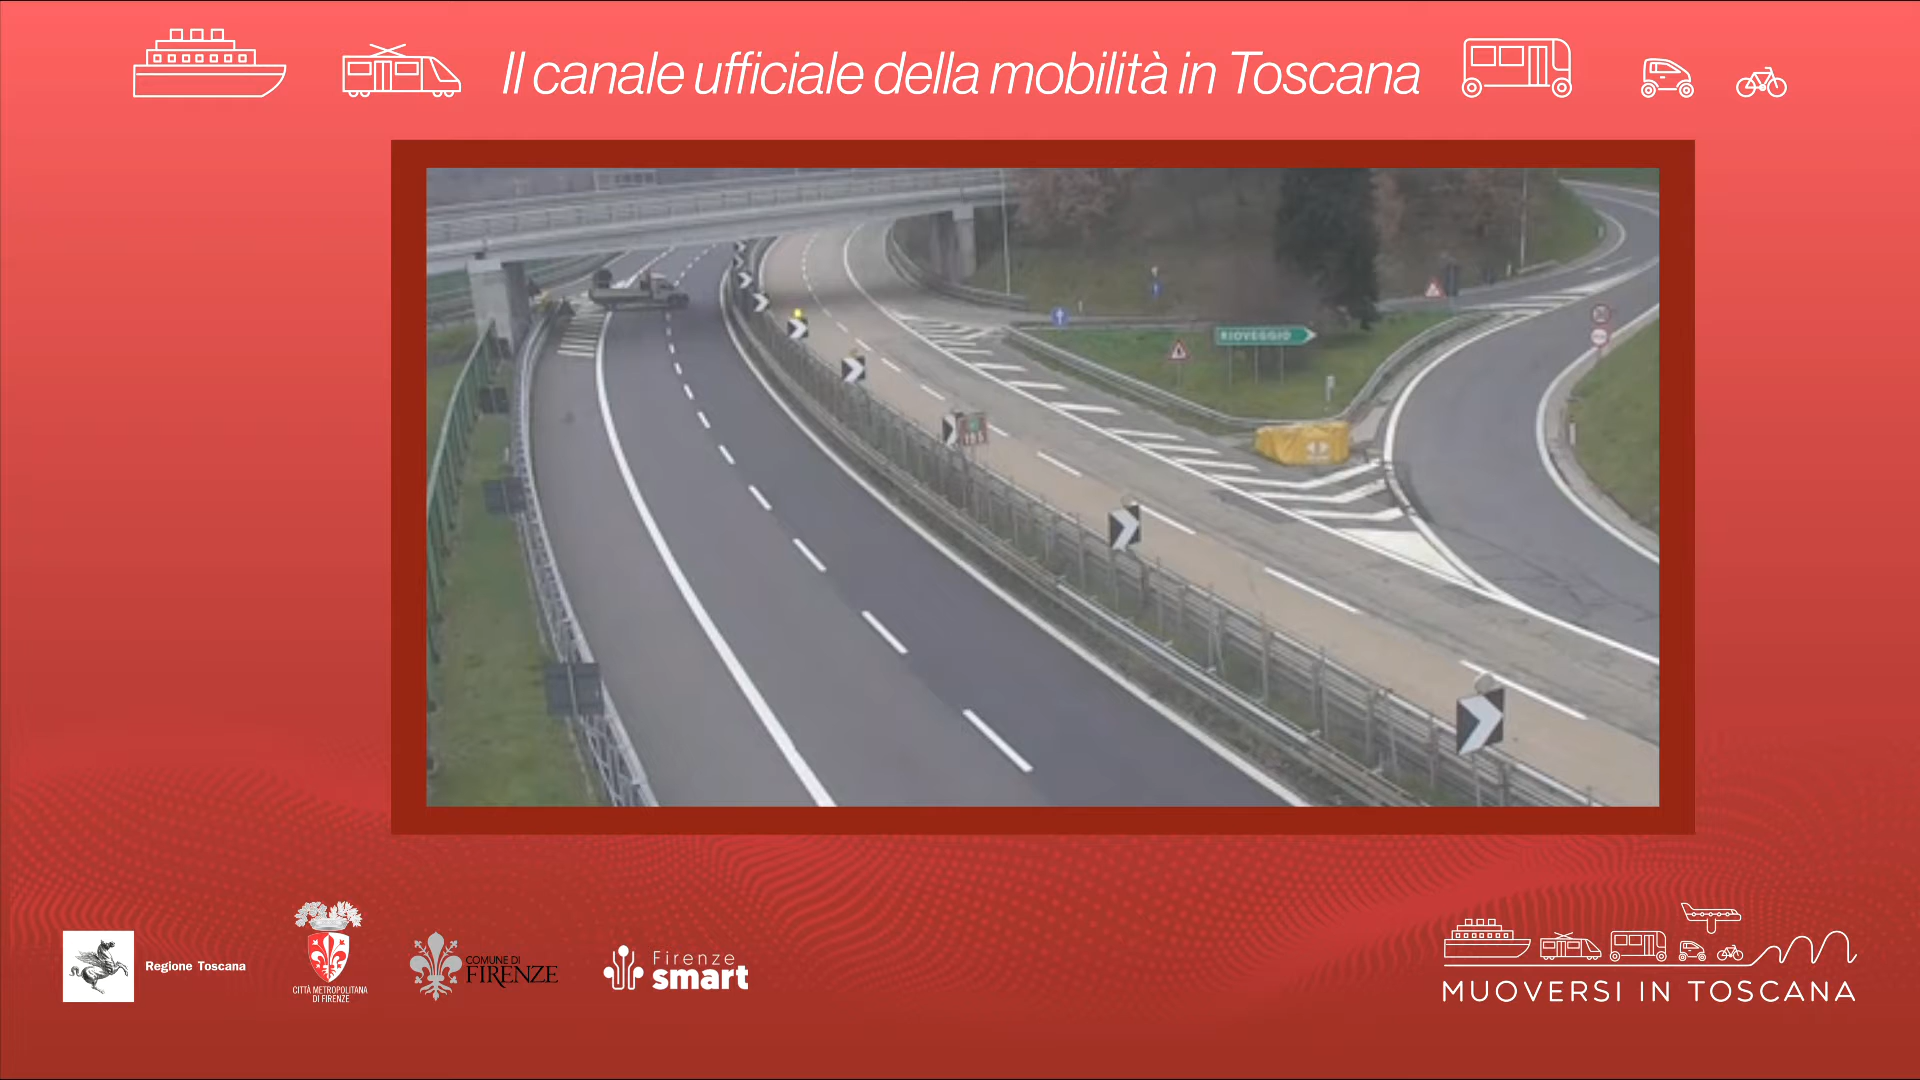 Il canale ufficiale della mobilità in Toscana
RIOVEGGIO
Regione Toscana
CITTÀ METROPOLITANA
DI FIRENZE
COMUNE DI
FIRENZE
Firenze
smart
MUOVERSI IN TOSCANA